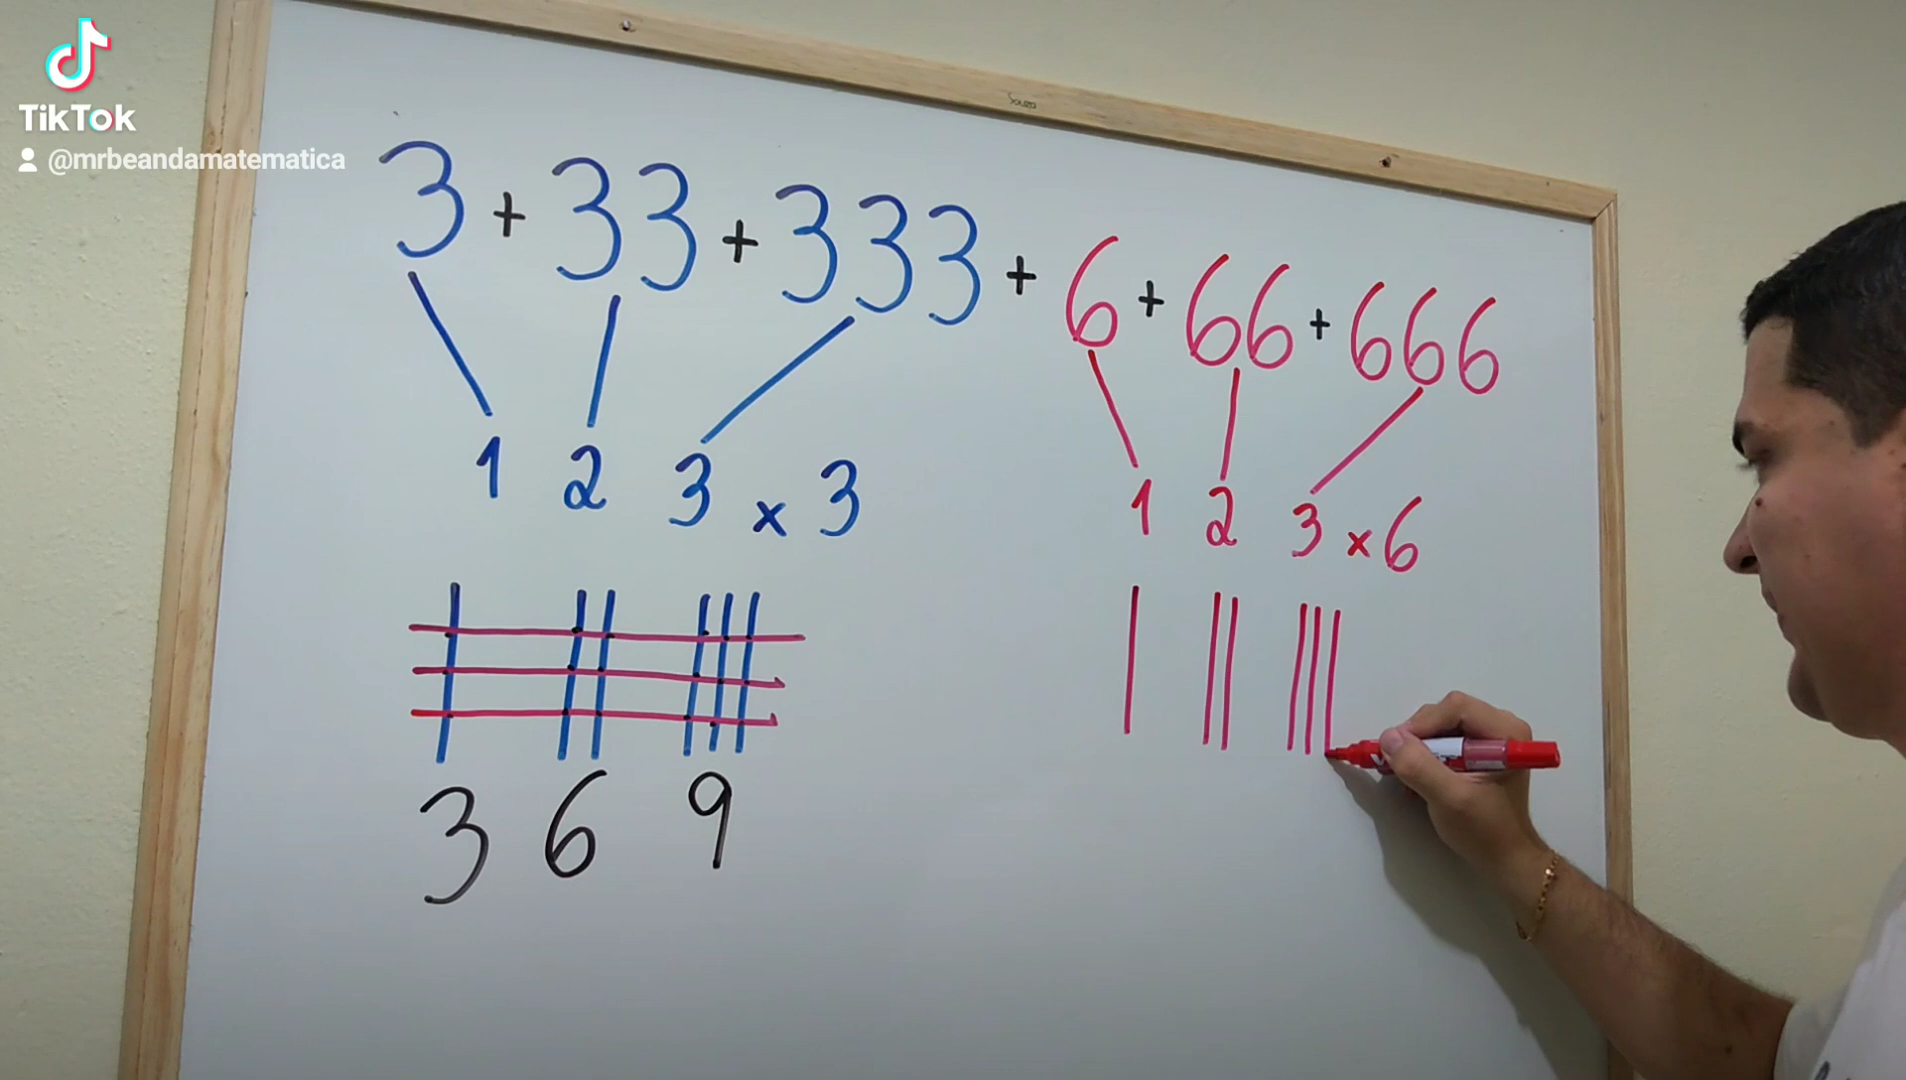 TikTok
@mrbeandamatematica
Souza
3 + 33 + 333 + 6 + 66 + 666
1 2 3 x 3
1 2 3 x 6
3 6 9